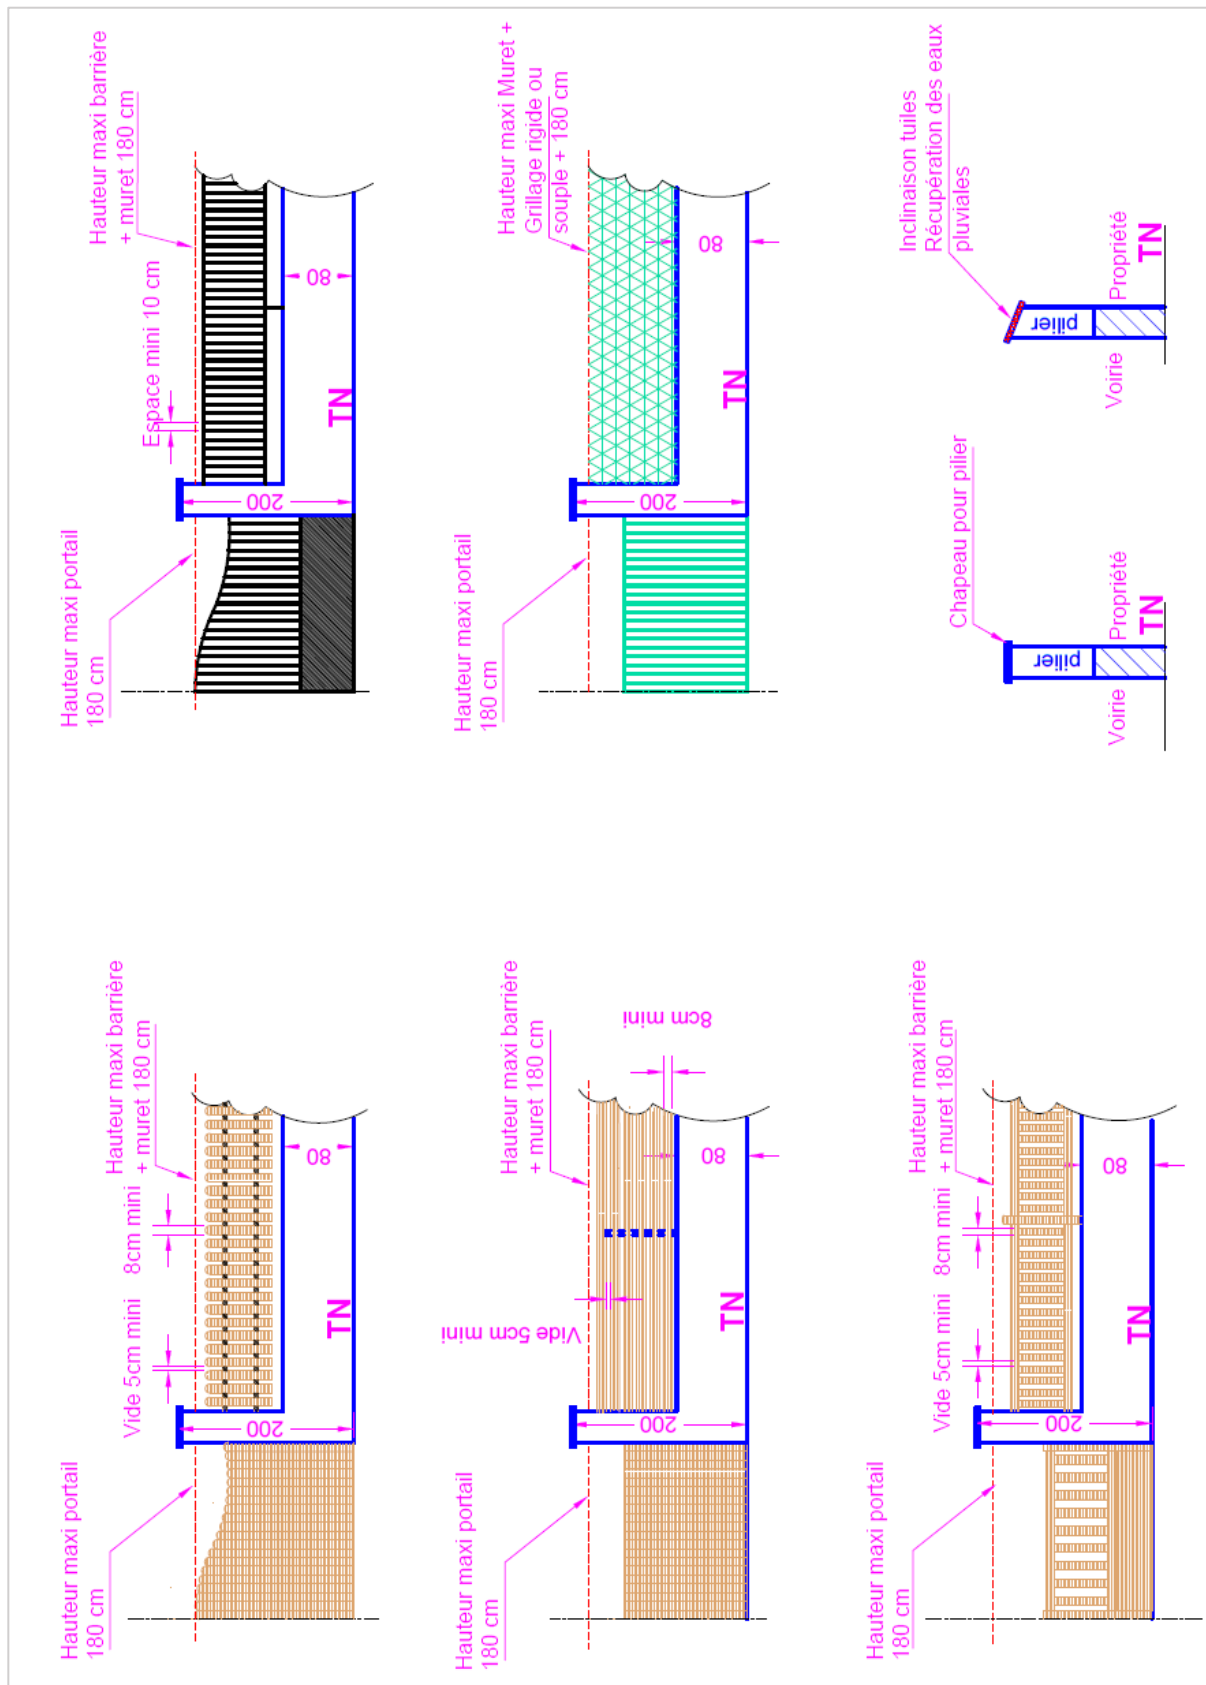 Hauteur maxi portail
180 cm
Vide 5cm mini
8cm mini
Hauteur maxi barrière
+ muret 180 cm
200
TN
80
Hauteur maxi portail
180 cm
Espace mini 10 cm
Hauteur maxi barrière
+ muret 180 cm
200
TN
80
Hauteur maxi portail
180 cm
Vide 5cm mini
Hauteur maxi barrière
+ muret 180 cm
8cm mini
200
TN
80
Hauteur maxi portail
180 cm
Hauteur maxi Muret +
Grillage rigide ou
souple + 180 cm
200
TN
80
Hauteur maxi portail
180 cm
Vide 5cm mini
8cm mini
Hauteur maxi barrière
+ muret 180 cm
200
TN
80
Chapeau pour pilier
pilier
Voirie
Propriété
TN
Inclinaison tuiles
Récupération des eaux
pluviales
pilier
Voirie
Propriété
TN